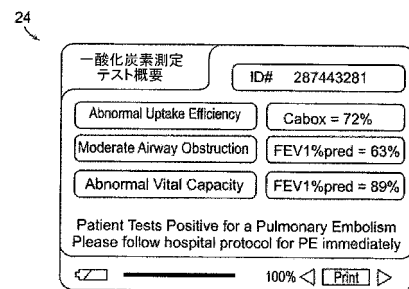 24
一酸化炭素測定
テスト概要
ID# 287443281
Abnormal Uptake Efficiency
Cabox = 72%
Moderate Airway Obstruction
FEV1%pred = 63%
Abnormal Vital Capacity
FEV1%pred = 89%
Patient Tests Positive for a Pulmonary Embolism
Please follow hospital protocol for PE immediately
100% Print